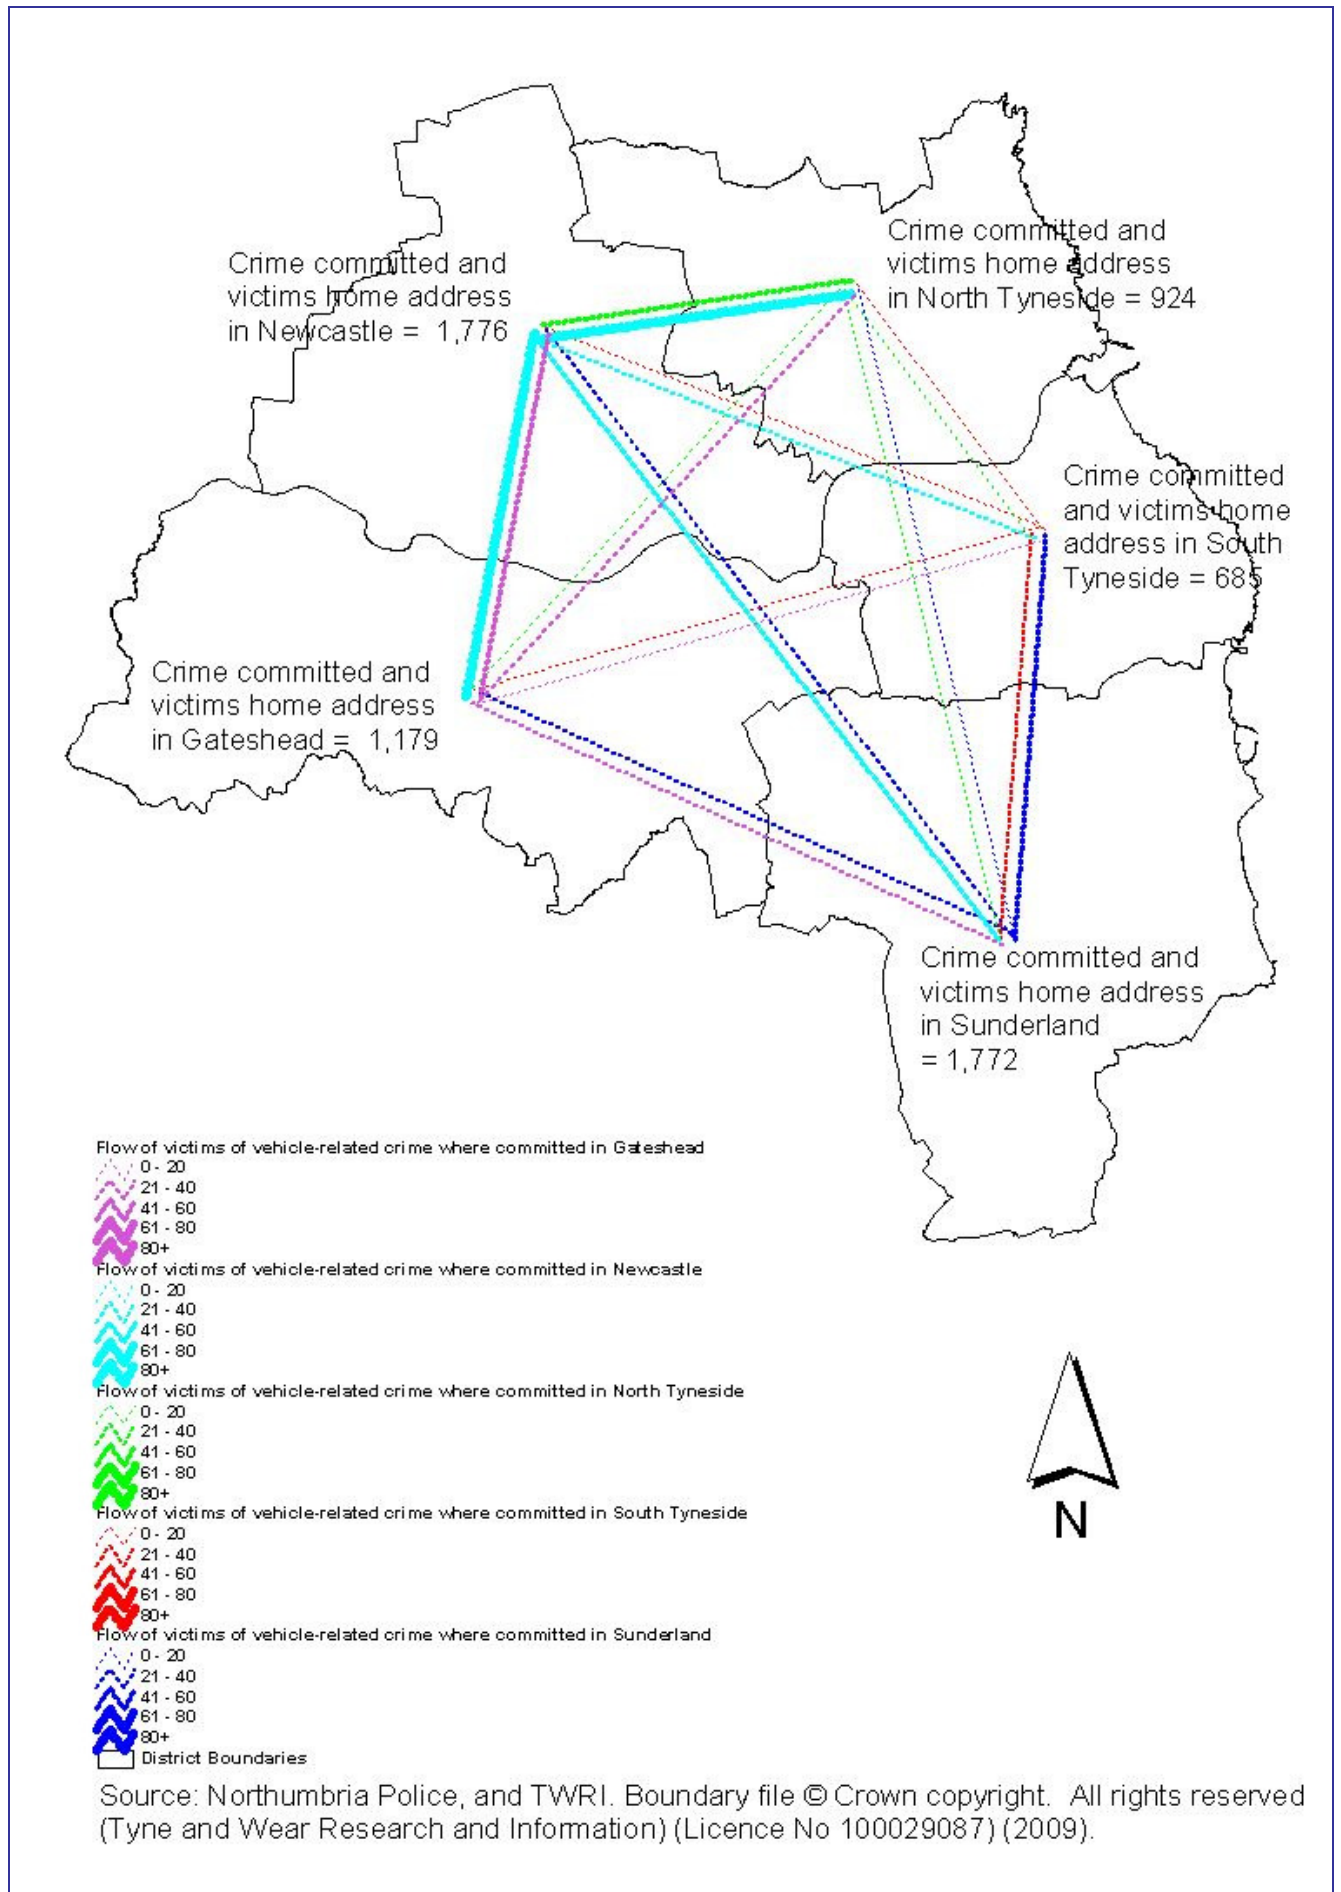 Crime committed and
victims home address
in North Tyneside = 924
Crime committed and
victims home address
in Newcastle = 1,776
Crime committed
and victims home
address in South
Tyneside = 685
Crime committed and
victims home address
in Gateshead = 1,179
Crime committed and
victims home address
in Sunderland
= 1,772
Flow of victims of vehicle-related crime where committed in Gateshead
0 - 20
21 - 40
41 - 60
61 - 80
80+
Flow of victims of vehicle-related crime where committed in Newcastle
0 - 20
21 - 40
41 - 60
61 - 80
80+
Flow of victims of vehicle-related crime where committed in North Tyneside
0 - 20
21 - 40
41 - 60
61 - 80
80+
Flow of victims of vehicle-related crime where committed in South Tyneside
0 - 20
21 - 40
41 - 60
61 - 80
80+
Flow of victims of vehicle-related crime where committed in Sunderland
0 - 20
21 - 40
41 - 60
61 - 80
80+
District Boundaries
N
Source: Northumbria Police, and TWRI. Boundary file © Crown copyright. All rights reserved
(Tyne and Wear Research and Information) (Licence No 100029087) (2009).